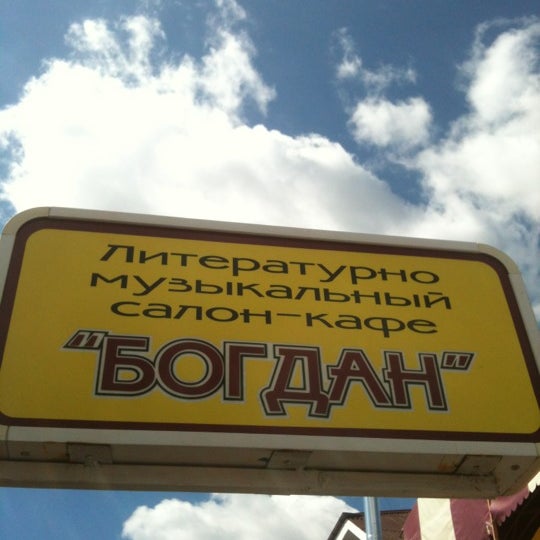 Литературно
музыкальный
салон-кафе
"БОГДАН"